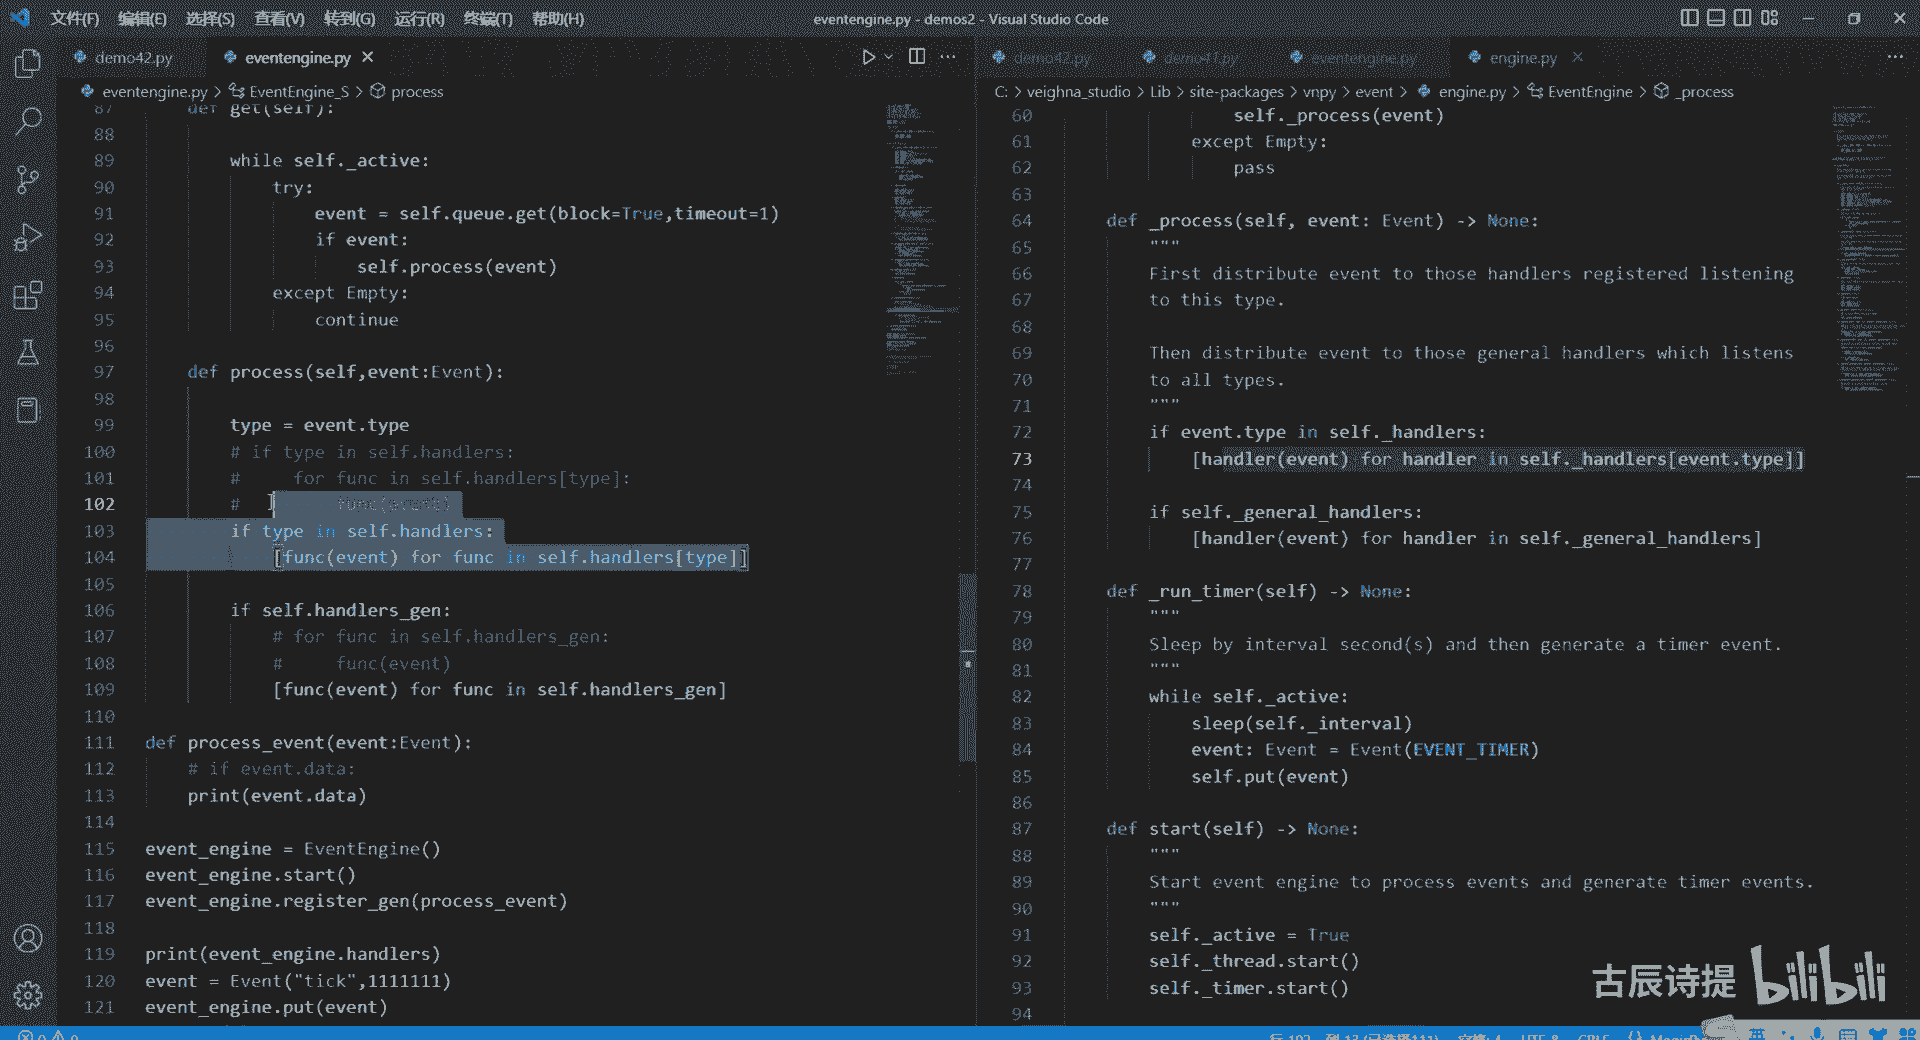 文件(F) 编辑(E) 选择(S) 查看(V) 转到(G) 运行(R) 终端(T) 帮助(H)
eventengine.py - demos2 - Visual Studio Code
demo42.py
eventengine.py
eventengine.py > EventEngine_S > process
87 def get(self):
88
89 while self._active:
90 try:
91 event = self.queue.get(block=True,timeout=1)
92 if event:
93 self.process(event)
94 except Empty:
95 continue
96
97 def process(self,event:Event):
98
99 type = event.type
100 # if type in self.handlers:
101 #     for func in self.handlers[type]:
102 #         func(event)
103 if type in self.handlers:
104 [func(event) for func in self.handlers[type]]
105
106 if self.handlers_gen:
107 # for func in self.handlers_gen:
108 #     func(event)
109 [func(event) for func in self.handlers_gen]
110
111 def process_event(event:Event):
112 # if event.data:
113 print(event.data)
114
115 event_engine = EventEngine()
116 event_engine.start()
117 event_engine.register_gen(process_event)
118
119 print(event_engine.handlers)
120 event = Event("tick",1111111)
121 event_engine.put(event)
demo42.py
demo41.py
eventengine.py
engine.py
C: > veighna_studio > Lib > site-packages > vnpy > event > engine.py > EventEngine > _process
60 self._process(event)
61 except Empty:
62 pass
63
64 def _process(self, event: Event) -> None:
65 """
66 First distribute event to those handlers registered listening
67 to this type.
68
69 Then distribute event to those general handlers which listens
70 to all types.
71 """
72 if event.type in self._handlers:
73 [handler(event) for handler in self._handlers[event.type]]
74
75 if self._general_handlers:
76 [handler(event) for handler in self._general_handlers]
77
78 def _run_timer(self) -> None:
79 """
80 Sleep by interval second(s) and then generate a timer event.
81 """
82 while self._active:
83 sleep(self._interval)
84 event: Event = Event(EVENT_TIMER)
85 self.put(event)
86
87 def start(self) -> None:
88 """
89 Start event engine to process events and generate timer events.
90 """
91 self._active = True
92 self._thread.start()
93 self._timer.start()
94
古辰诗提 bilibili